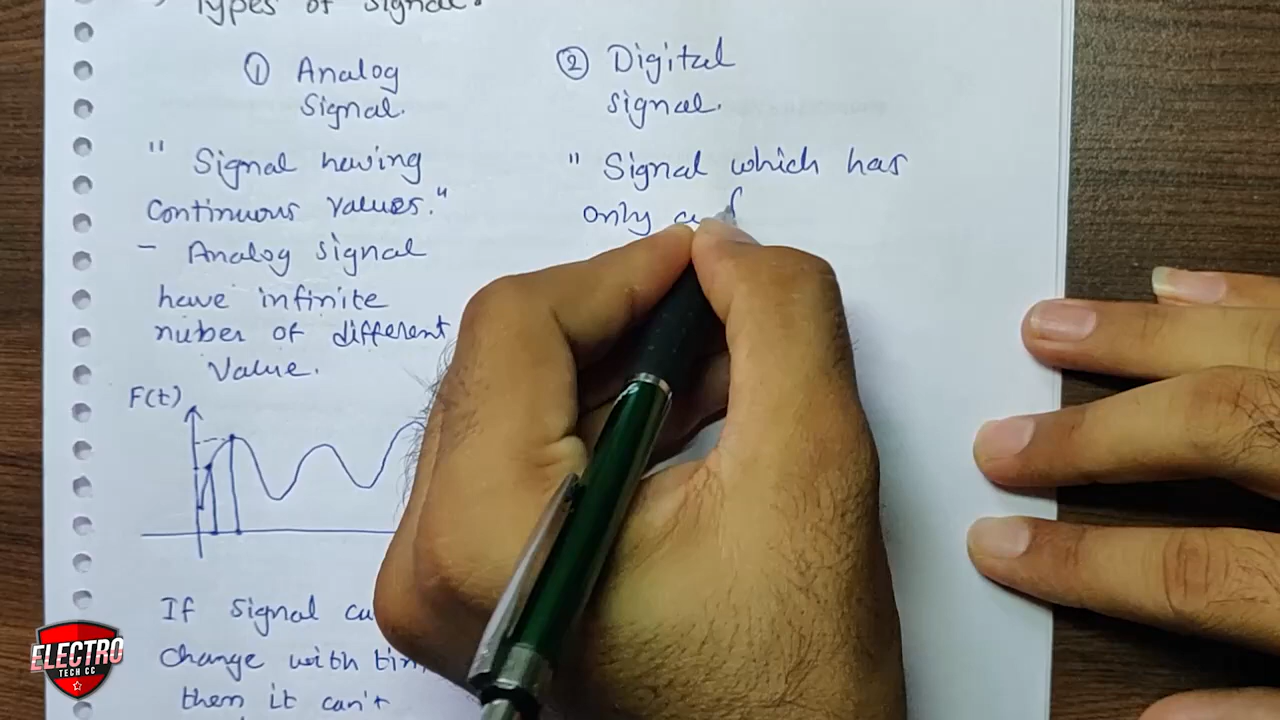 Types of Signal.
① Analog
Signal.
" Signal having
Continuous Values."
- Analog Signal
have infinite
nuber of different
Value.
F(t)
If Signal
Change with
them it can't
② Digital
Signal.
" Signal which has
only
ELECTRO
TECH CC